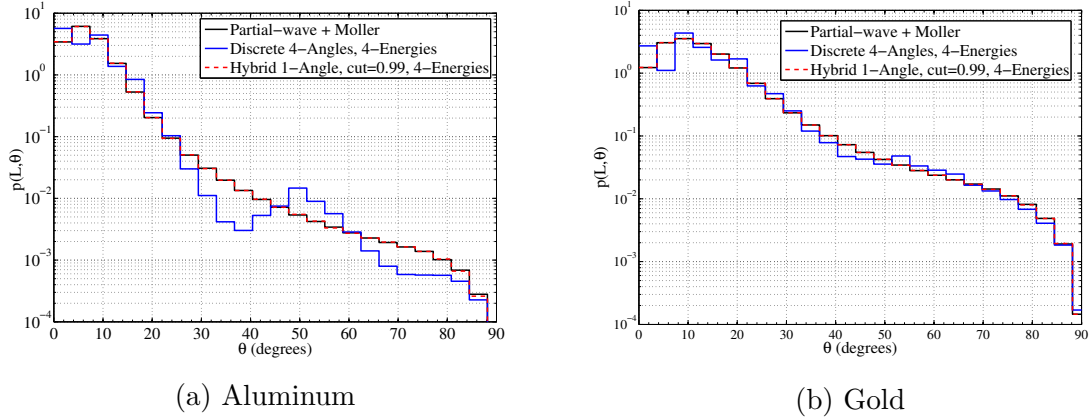 10^1
10^0
10^-1
10^-2
10^-3
10^-4
p(L,θ)
0 10 20 30 40 50 60 70 80 90
θ (degrees)
Partial-wave + Moller
Discrete 4-Angles, 4-Energies
Hybrid 1-Angle, cut=0.99, 4-Energies
(a) Aluminum
10^1
10^0
10^-1
10^-2
10^-3
10^-4
p(L,θ)
0 10 20 30 40 50 60 70 80 90
θ (degrees)
Partial-wave + Moller
Discrete 4-Angles, 4-Energies
Hybrid 1-Angle, cut=0.99, 4-Energies
(b) Gold